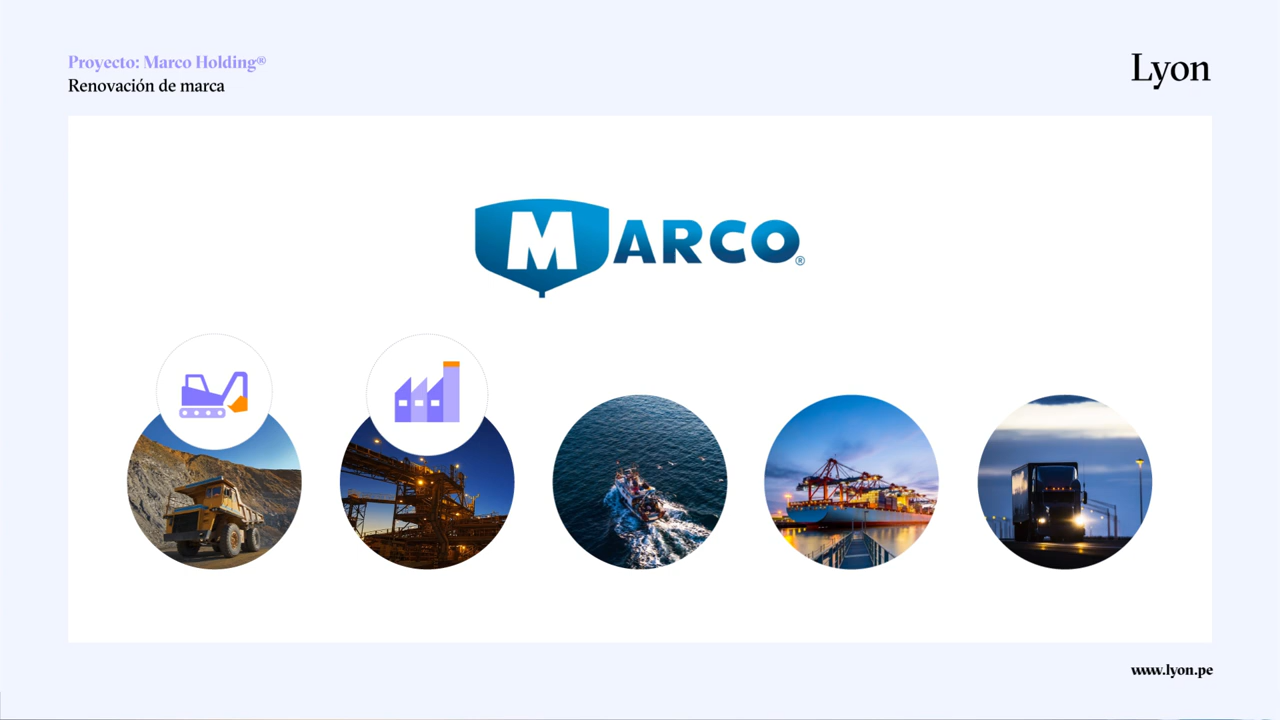 Proyecto: Marco Holding®
Renovación de marca
Lyon
MARCO®
www.lyon.pe